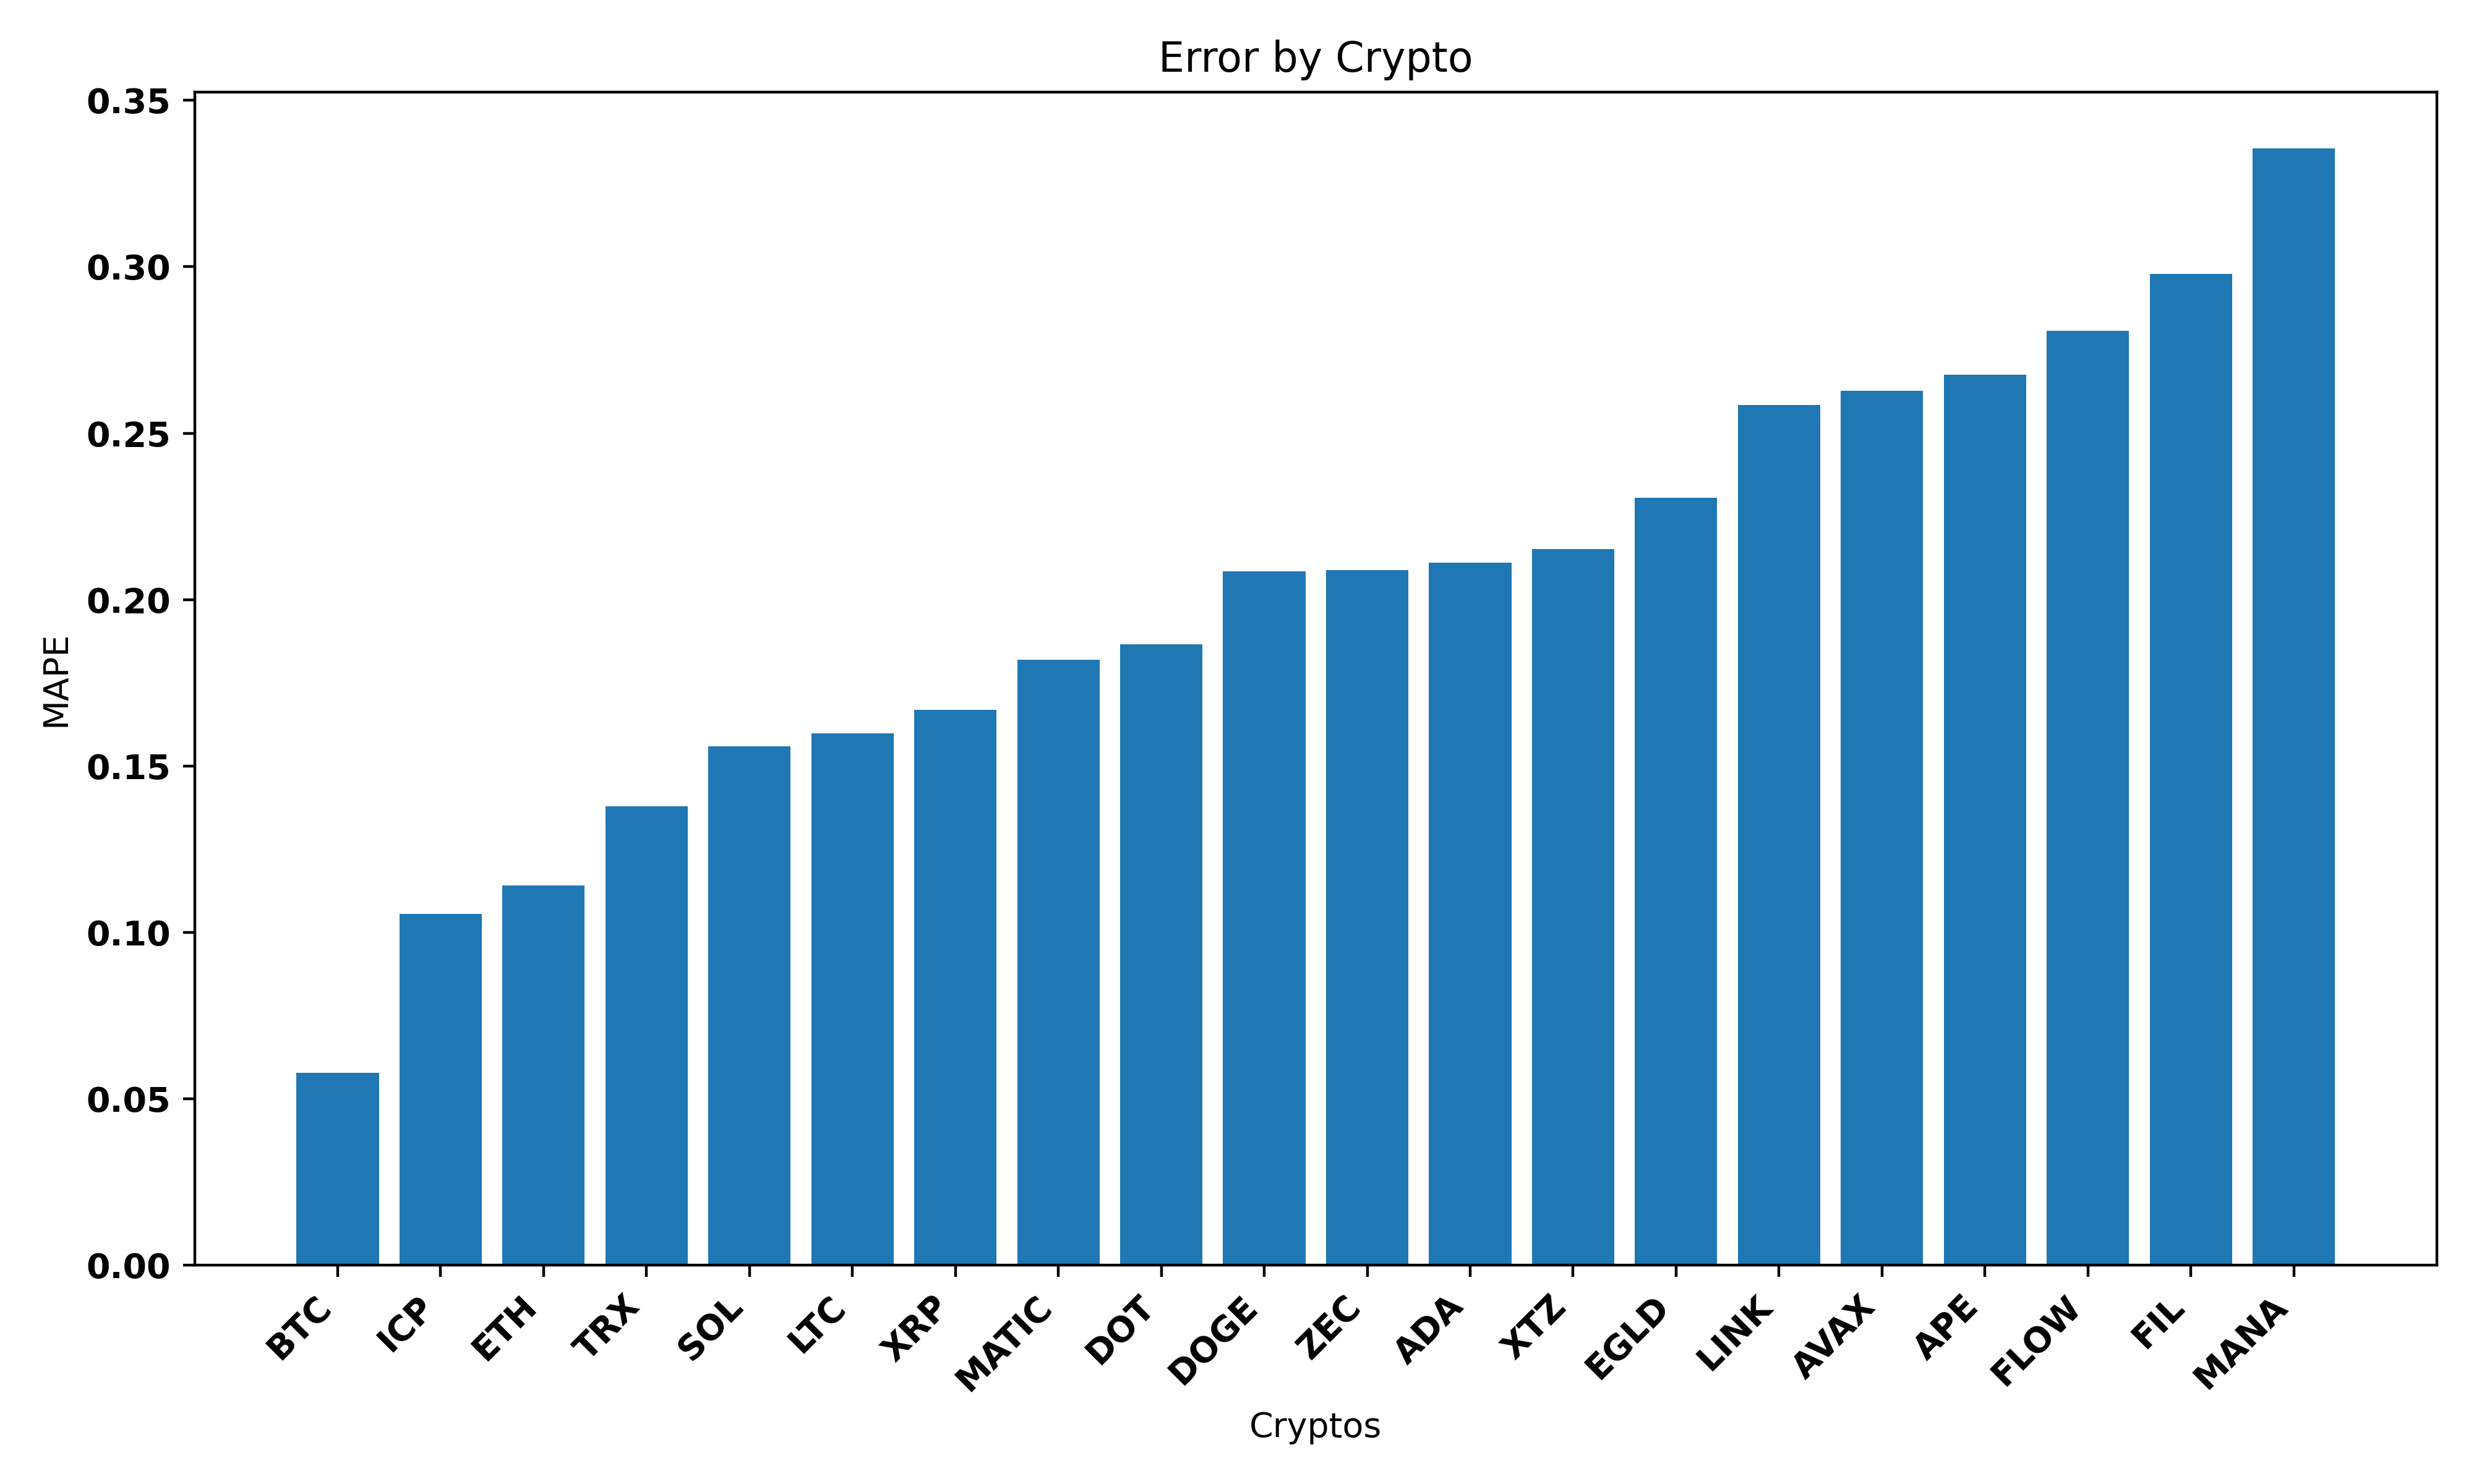 Error by Crypto
0.35
0.30
0.25
0.20
0.15
0.10
0.05
0.00
MAPE
BTC
ICP
ETH
TRX
SOL
LTC
XRP
MATIC
DOT
DOGE
ZEC
ADA
XTZ
EGLD
LINK
AVAX
APE
FLOW
FIL
MANA
Cryptos